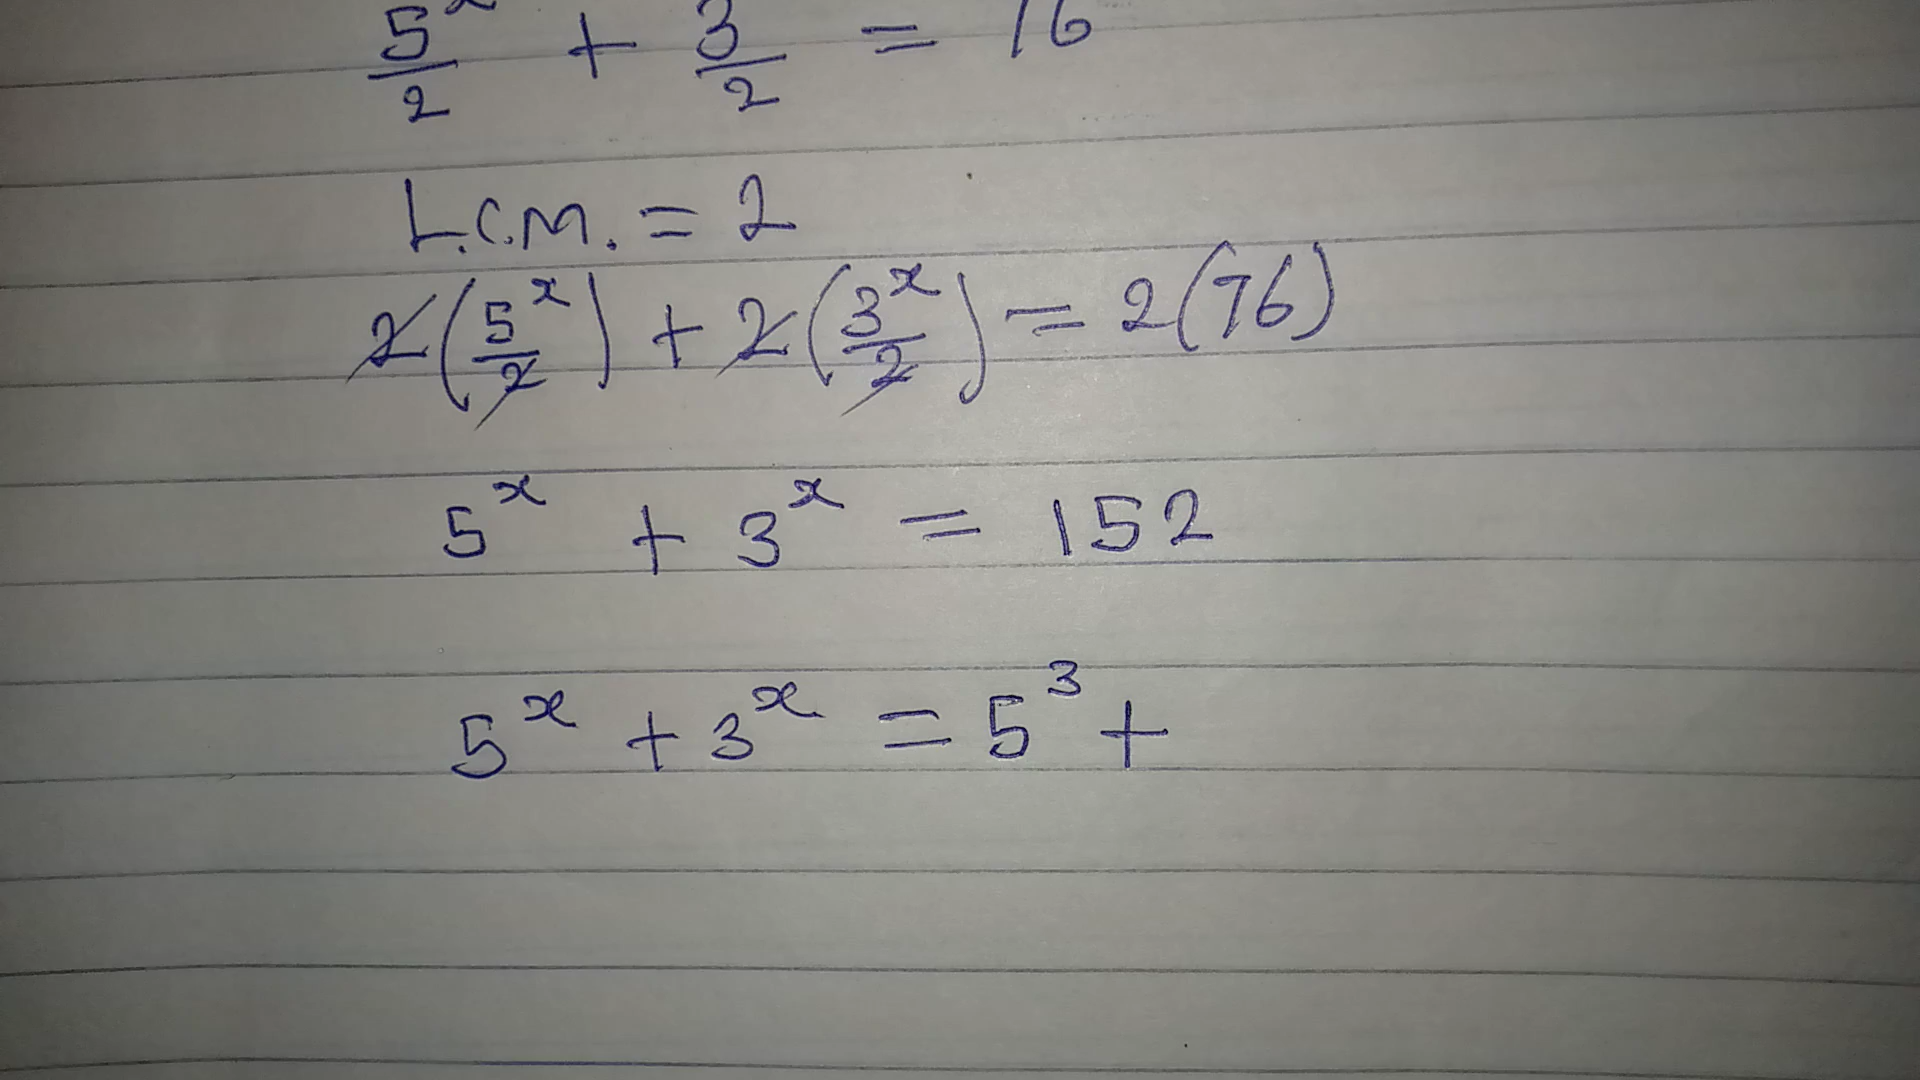 5^x/2 + 3/2 = 76
L.C.M. = 2
2(5^x/2) + 2(3^x/2) = 2(76)
5^x + 3^x = 152
5^x + 3^x = 5^3 +